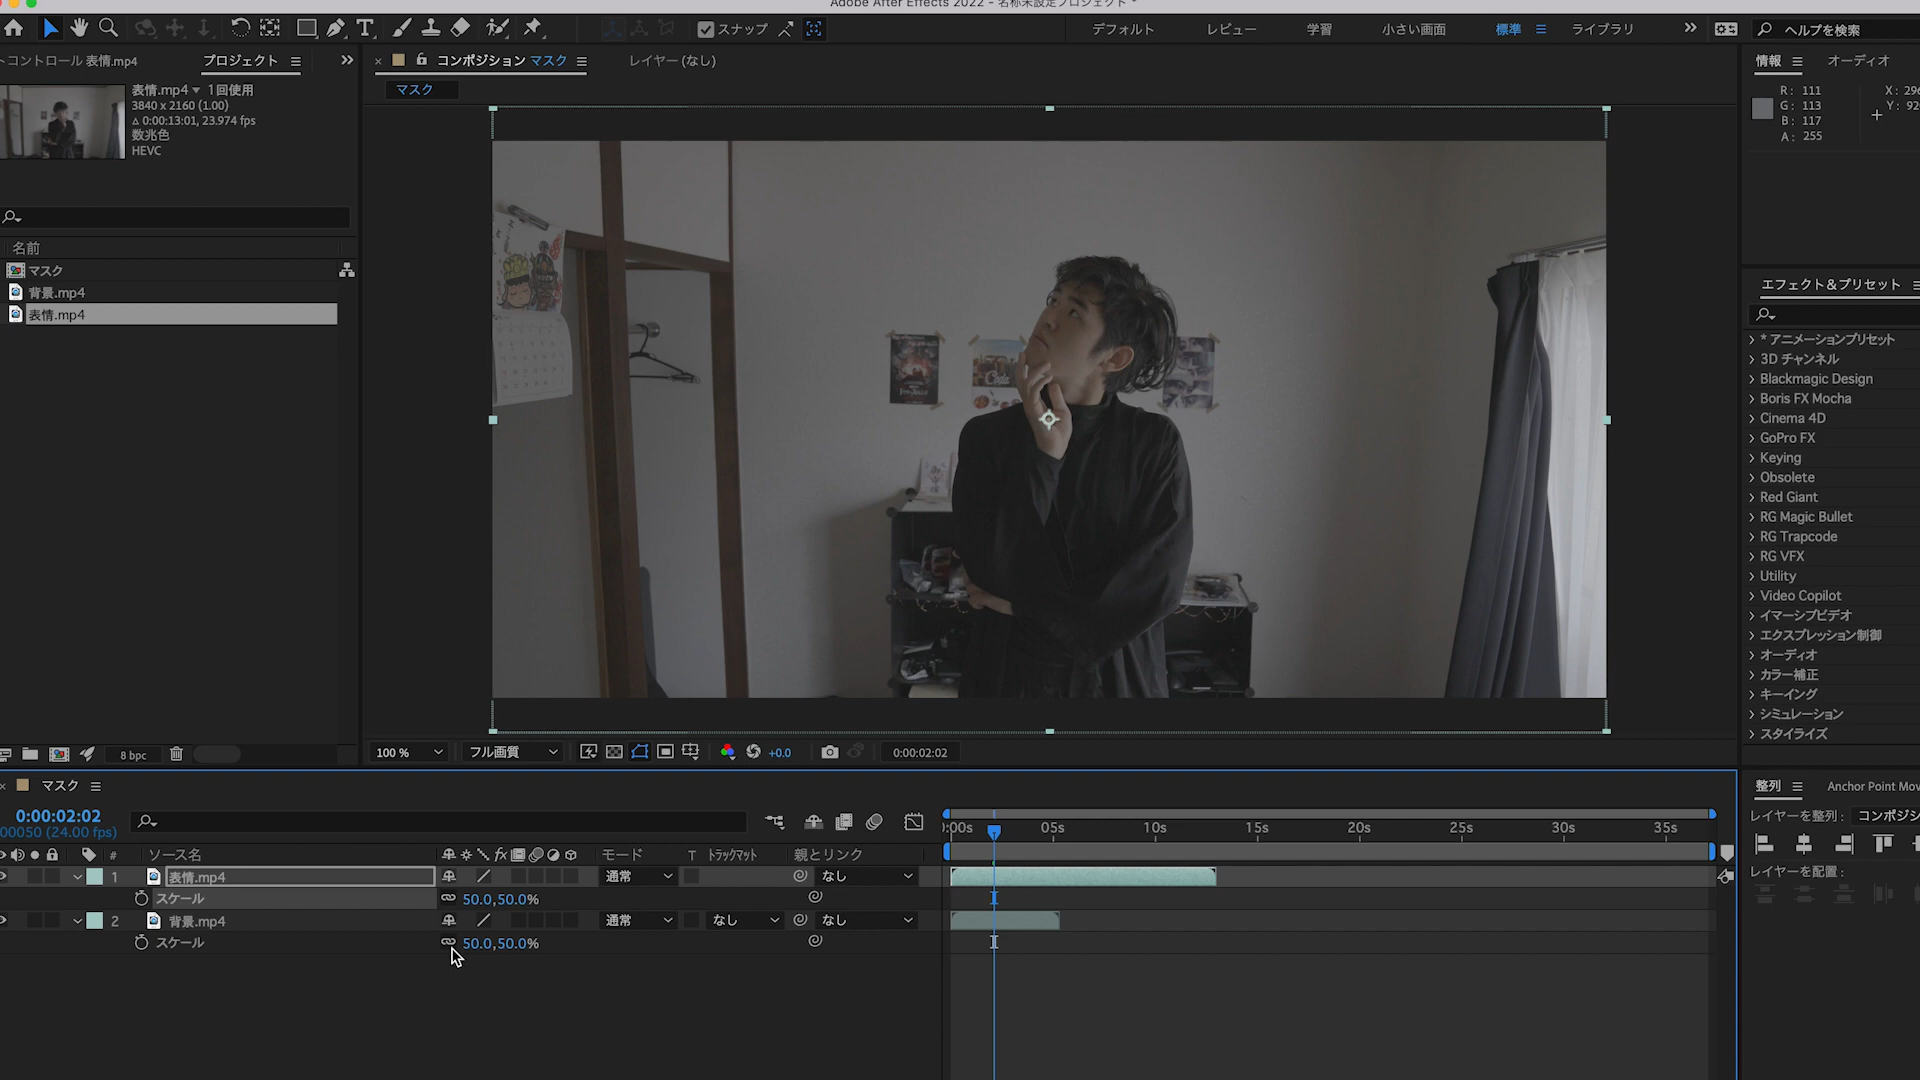 Adobe After Effects 2022 - 名称未設定プロジェクト *
スナップ
デフォルト
レビュー
学習
小さい画面
標準
ライブラリ
ヘルプを検索
コントロール 表情.mp4
プロジェクト
コンポジション マスク
レイヤー (なし)
情報
オーディオ
マスク
表情.mp4 1回使用
3840 x 2160 (1.00)
Δ 0:00:13:01, 23.974 fps
数兆色
HEVC
R: 111
G: 113
B: 117
A: 255
X: 296
Y: 92
名前
マスク
背景.mp4
表情.mp4
エフェクト＆プリセット
* アニメーションプリセット
3D チャンネル
Blackmagic Design
Boris FX Mocha
Cinema 4D
GoPro FX
Keying
Obsolete
Red Giant
RG Magic Bullet
RG Trapcode
RG VFX
Utility
Video Copilot
イマーシブビデオ
エクスプレッション制御
オーディオ
カラー補正
キーイング
シミュレーション
スタイライズ
8 bpc
100 %
フル画質
+0.0
0:00:02:02
マスク
0:00:02:02
00050 (24.00 fps)
:00s
05s
10s
15s
20s
25s
30s
35s
# ソース名
モード
T トラックマット
親とリンク
1 表情.mp4
通常
なし
スケール
50.0,50.0%
2 背景.mp4
通常
なし
なし
スケール
50.0,50.0%
整列
Anchor Point Mov
レイヤーを整列:
コンポジシ
レイヤーを配置: